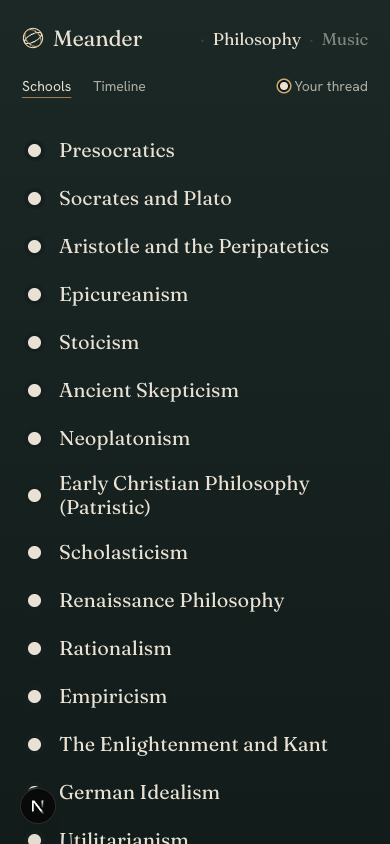 Meander
· Philosophy · Music
Schools Timeline Your thread
Presocratics
Socrates and Plato
Aristotle and the Peripatetics
Epicureanism
Stoicism
Ancient Skepticism
Neoplatonism
Early Christian Philosophy
(Patristic)
Scholasticism
Renaissance Philosophy
Rationalism
Empiricism
The Enlightenment and Kant
German Idealism
N
Utilitarianism